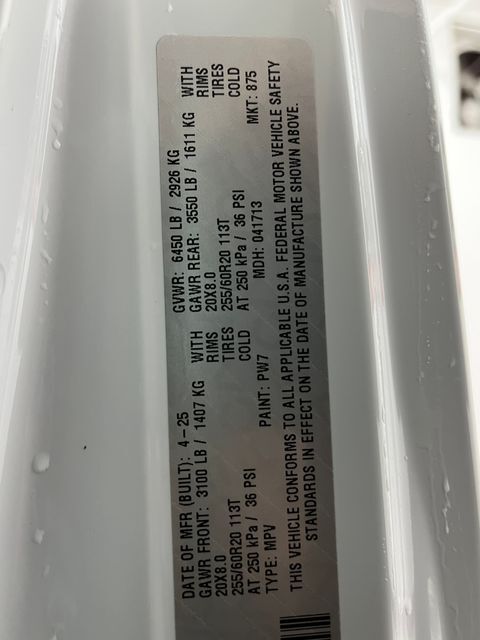 DATE OF MFR (BUILT): 4-25 GVWR: 6450 LB / 2926 KG
GAWR FRONT: 3100 LB / 1407 KG WITH GAWR REAR: 3550 LB / 1611 KG WITH
20X8.0 RIMS 20X8.0 RIMS
255/60R20 113T TIRES 255/60R20 113T TIRES
AT 250 kPa / 36 PSI COLD AT 250 kPa / 36 PSI COLD
TYPE: MPV PAINT: PW7 MDH: 041713 MKT: 875
THIS VEHICLE CONFORMS TO ALL APPLICABLE U.S.A. FEDERAL MOTOR VEHICLE SAFETY
STANDARDS IN EFFECT ON THE DATE OF MANUFACTURE SHOWN ABOVE.